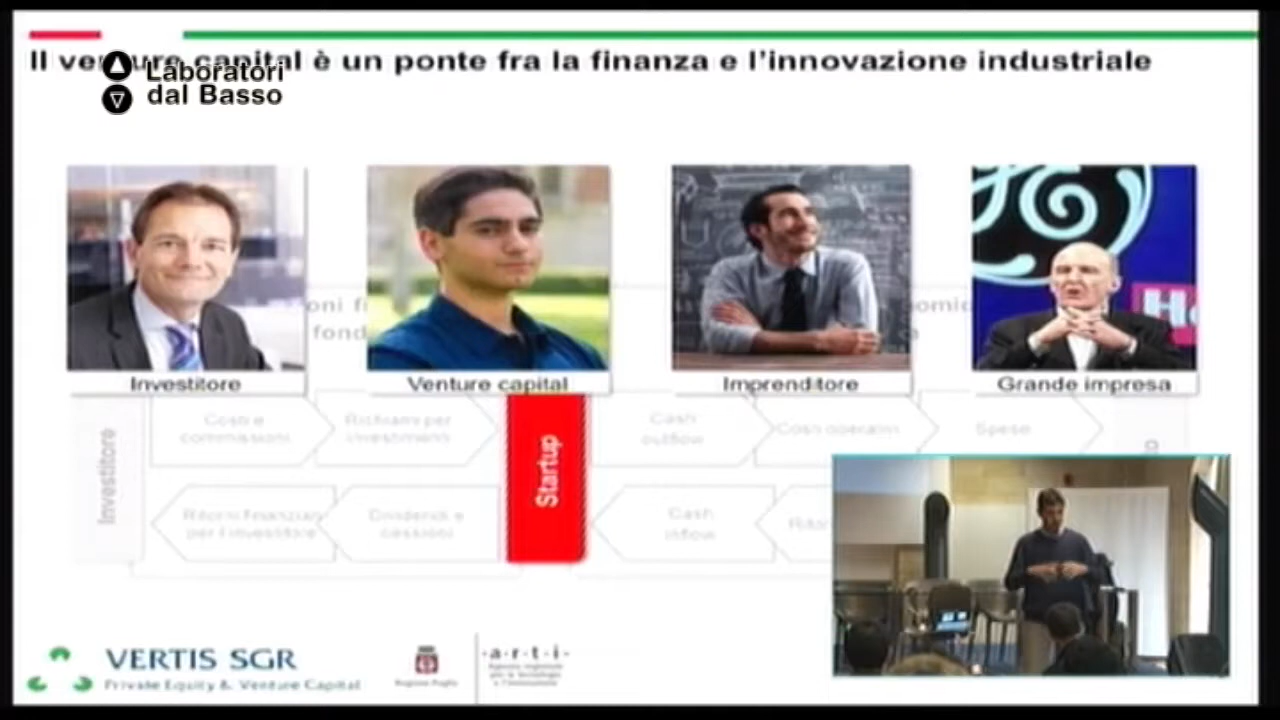 Il venture capital è un ponte fra la finanza e l'innovazione industriale
Laboratori
dal Basso
Investitore
Venture capital
Imprenditore
Grande impresa
Investitore
Costi e
commissioni
Richiami per
investimenti
Startup
Cash
outflow
Costi operativi
Spese
Ritorni finanziari
per l'investitore
Dividendi e
cessioni
Cash
inflow
VERTIS SGR
Private Equity & Venture Capital
Regione Puglia
a·r·t·i